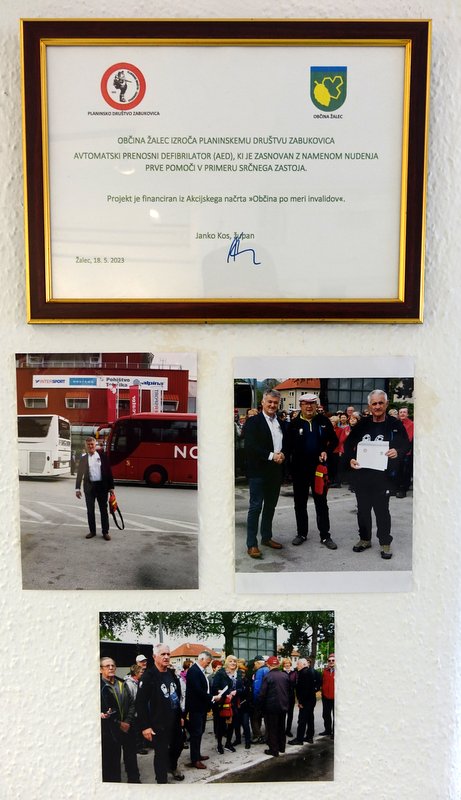 PLANINSKO DRUŠTVO ZABUKOVICA
OBČINA ŽALEC
OBČINA ŽALEC IZROČA PLANINSKEMU DRUŠTVU ZABUKOVICA
AVTOMATSKI PRENOSNI DEFIBRILATOR (AED), KI JE ZASNOVAN Z NAMENOM NUDENJA
PRVE POMOČI V PRIMERU SRČNEGA ZASTOJA.
Projekt je financiran iz Akcijskega načrta »Občina po meri invalidov«.
Janko Kos, župan
Žalec, 18. 5. 2023
INTERSPORT
Pohištvo
alpina
NO